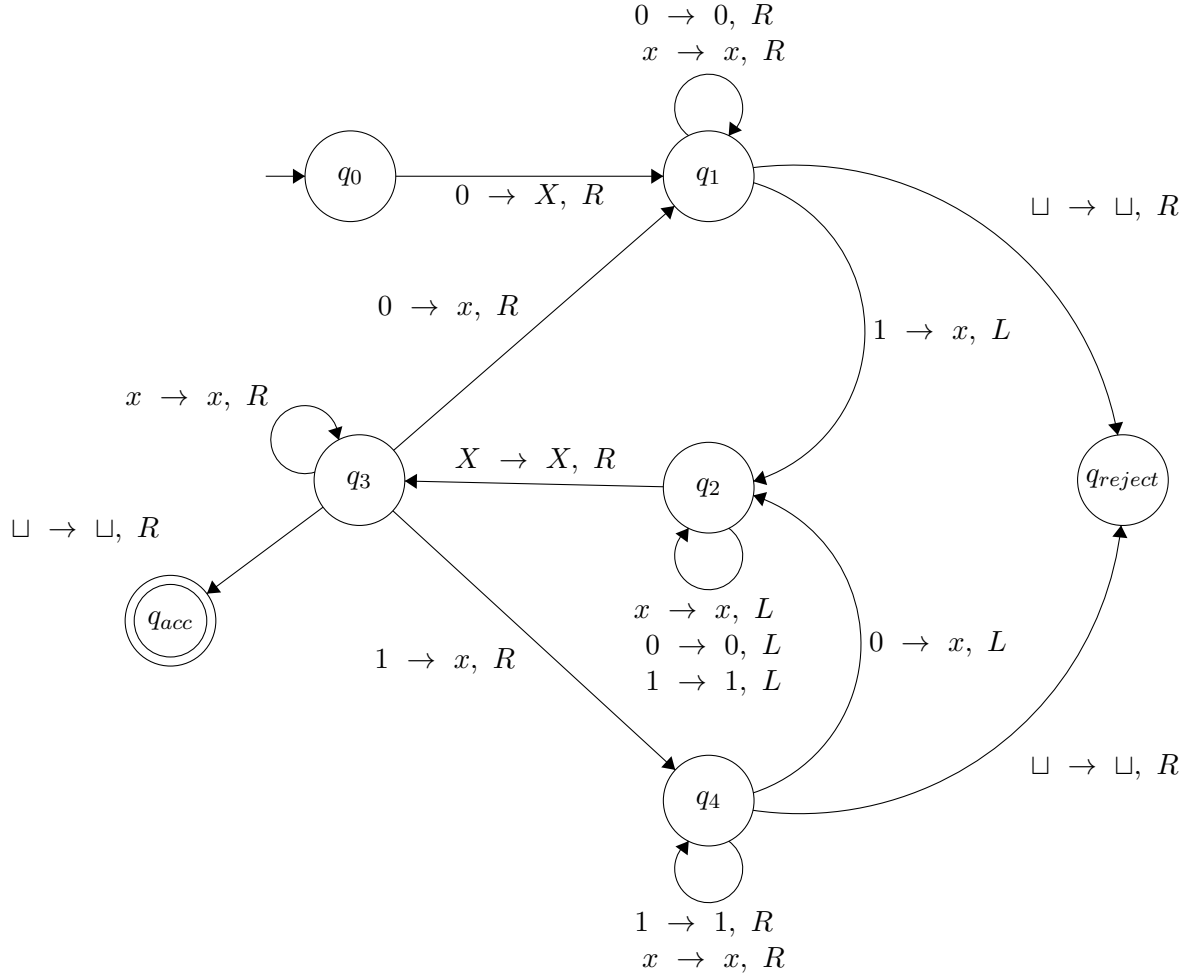 0 → 0, R
x → x, R
q0
0 → X, R
q1
⊔ → ⊔, R
0 → x, R
1 → x, L
x → x, R
X → X, R
q3
q2
qreject
⊔ → ⊔, R
qacc
x → x, L
0 → 0, L
1 → 1, L
0 → x, L
1 → x, R
⊔ → ⊔, R
q4
1 → 1, R
x → x, R